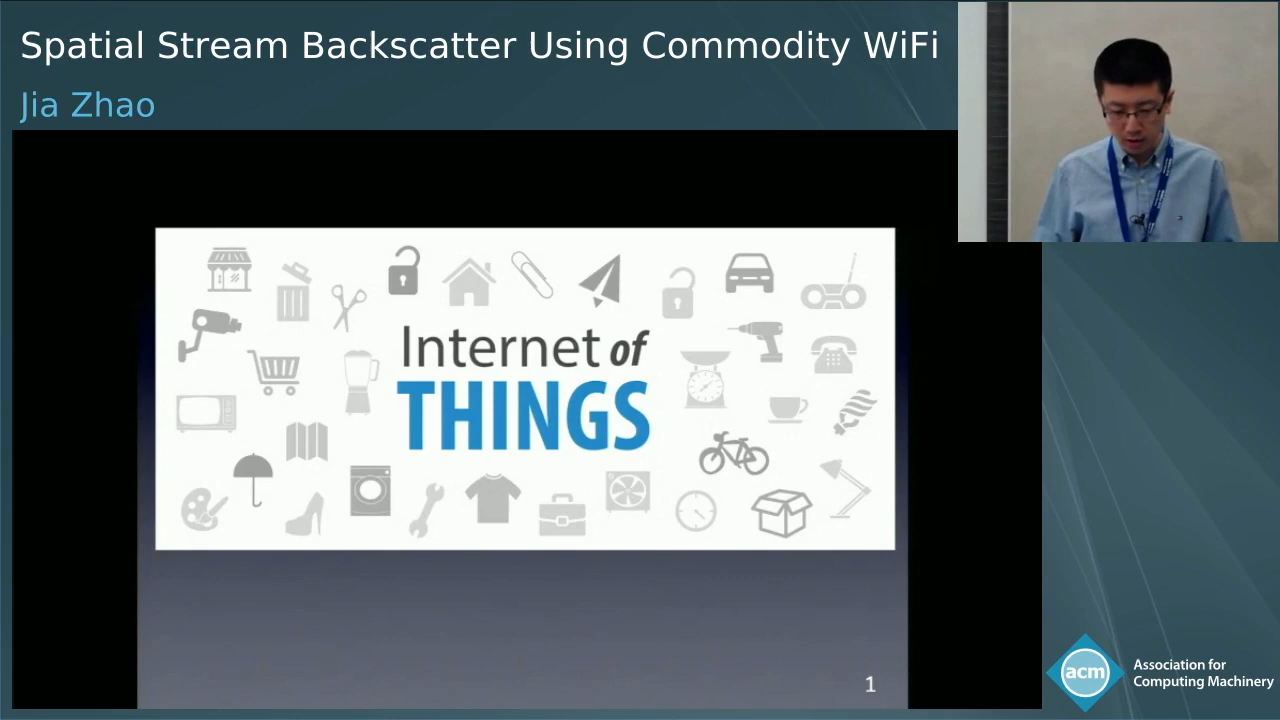 Spatial Stream Backscatter Using Commodity WiFi
Jia Zhao
Internet of
THINGS
1
acm
Association for
Computing Machinery